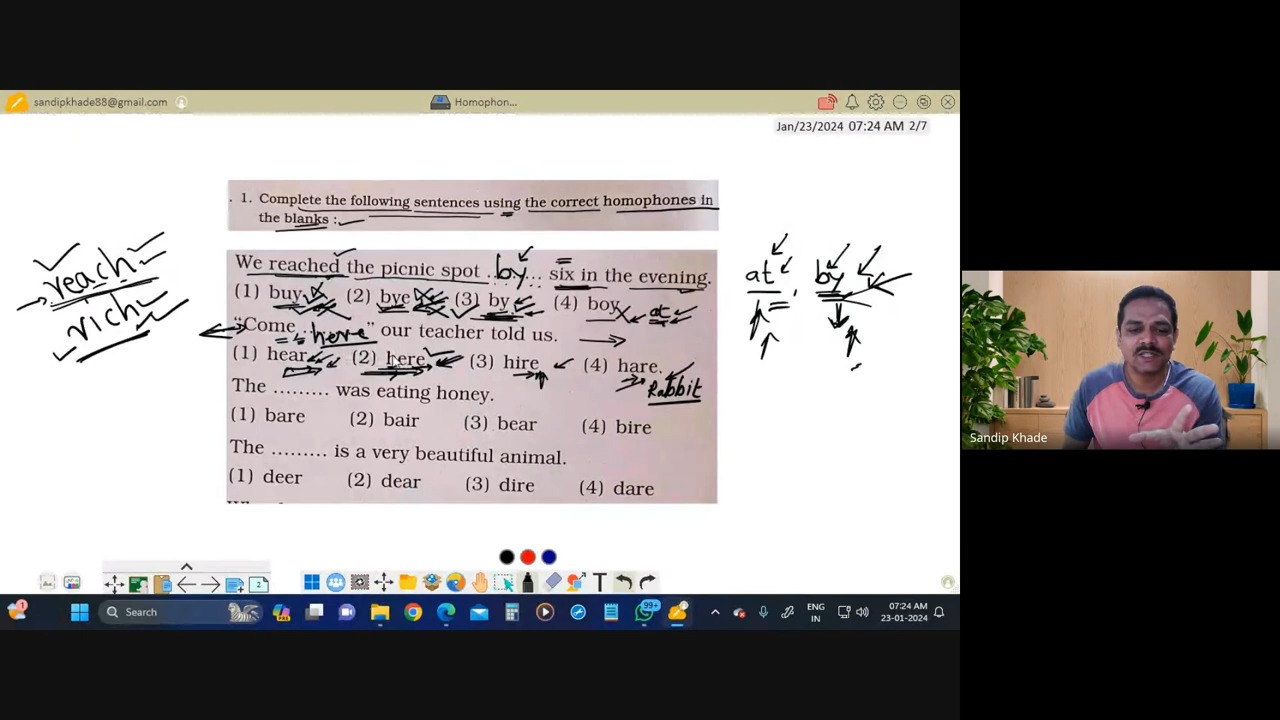 sandipkhade88@gmail.com
Homophon...
Jan/23/2024 07:24 AM 2/7
1. Complete the following sentences using the correct homophones in
the blanks :
We reached the picnic spot ...by... six in the evening.
(1) buy (2) bye (3) by (4) boy at
"Come ...here" our teacher told us.
(1) hear (2) here (3) hire (4) hare.
Rabbit
The ......... was eating honey.
(1) bare (2) bair (3) bear (4) bire
The ......... is a very beautiful animal.
(1) deer (2) dear (3) dire (4) dare
reach
rich
at , by
Sandip Khade
2
T
1
Search
99+
ENG
IN
07:24 AM
23-01-2024